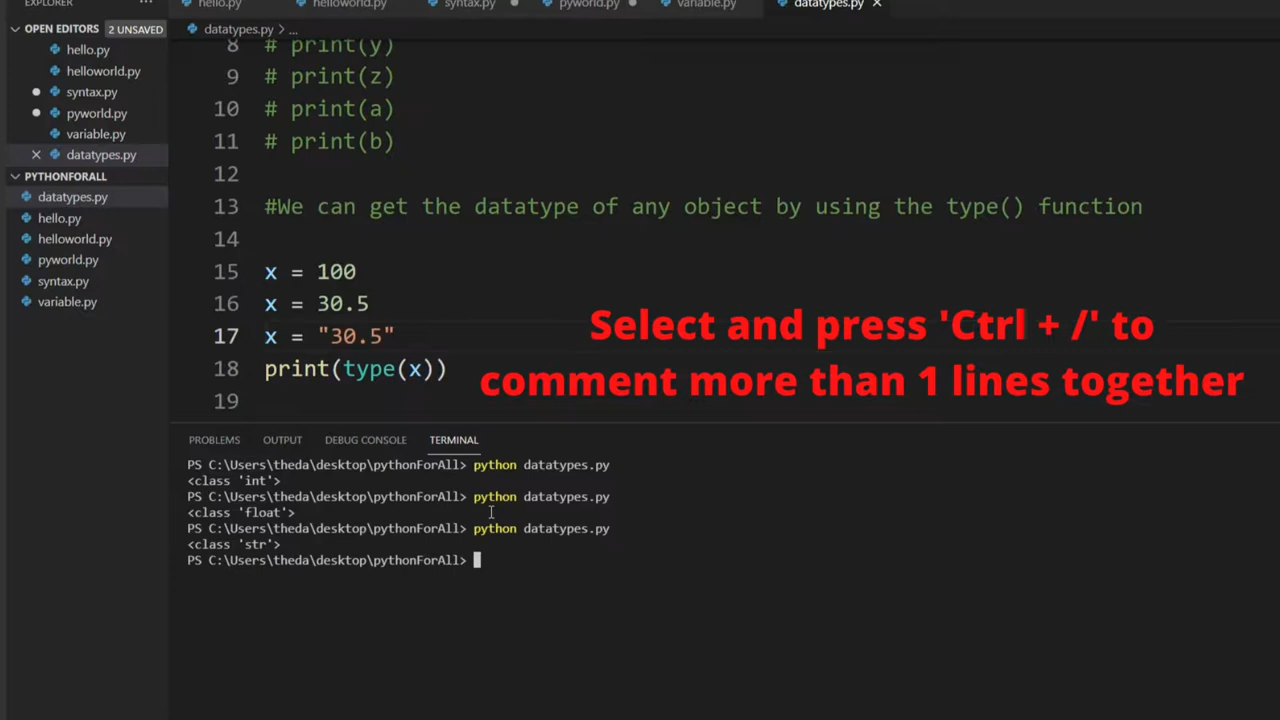 EXPLORER ...
hello.py helloworld.py syntax.py pyworld.py variable.py datatypes.py
OPEN EDITORS 2 UNSAVED
hello.py
helloworld.py
syntax.py
pyworld.py
variable.py
datatypes.py
PYTHONFORALL
datatypes.py
hello.py
helloworld.py
pyworld.py
syntax.py
variable.py
datatypes.py > ...
8 # print(y)
9 # print(z)
10 # print(a)
11 # print(b)
12
13 #We can get the datatype of any object by using the type() function
14
15 x = 100
16 x = 30.5
17 x = "30.5"
18 print(type(x))
19
Select and press 'Ctrl + /' to
comment more than 1 lines together
PROBLEMS OUTPUT DEBUG CONSOLE TERMINAL
PS C:\Users\theda\desktop\pythonForAll> python datatypes.py
<class 'int'>
PS C:\Users\theda\desktop\pythonForAll> python datatypes.py
<class 'float'>
PS C:\Users\theda\desktop\pythonForAll> python datatypes.py
<class 'str'>
PS C:\Users\theda\desktop\pythonForAll>